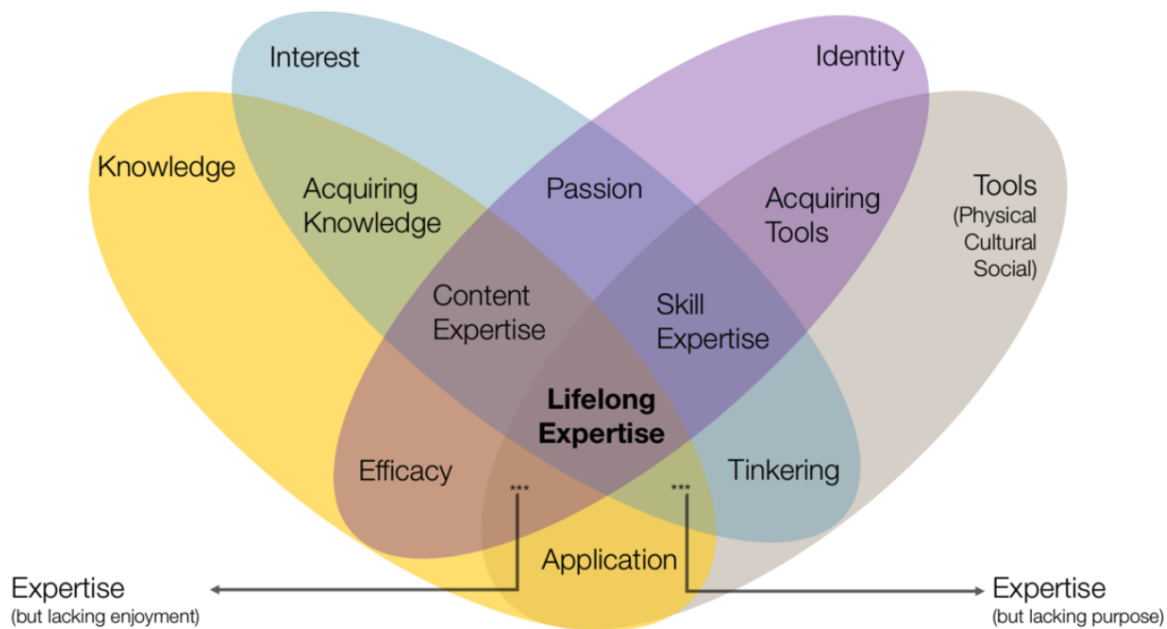 Interest
Identity
Knowledge
Acquiring
Knowledge
Passion
Acquiring
Tools
Tools
(Physical
Cultural
Social)
Content
Expertise
Skill
Expertise
Lifelong
Expertise
Efficacy
Tinkering
***
***
Application
Expertise
(but lacking enjoyment)
Expertise
(but lacking purpose)